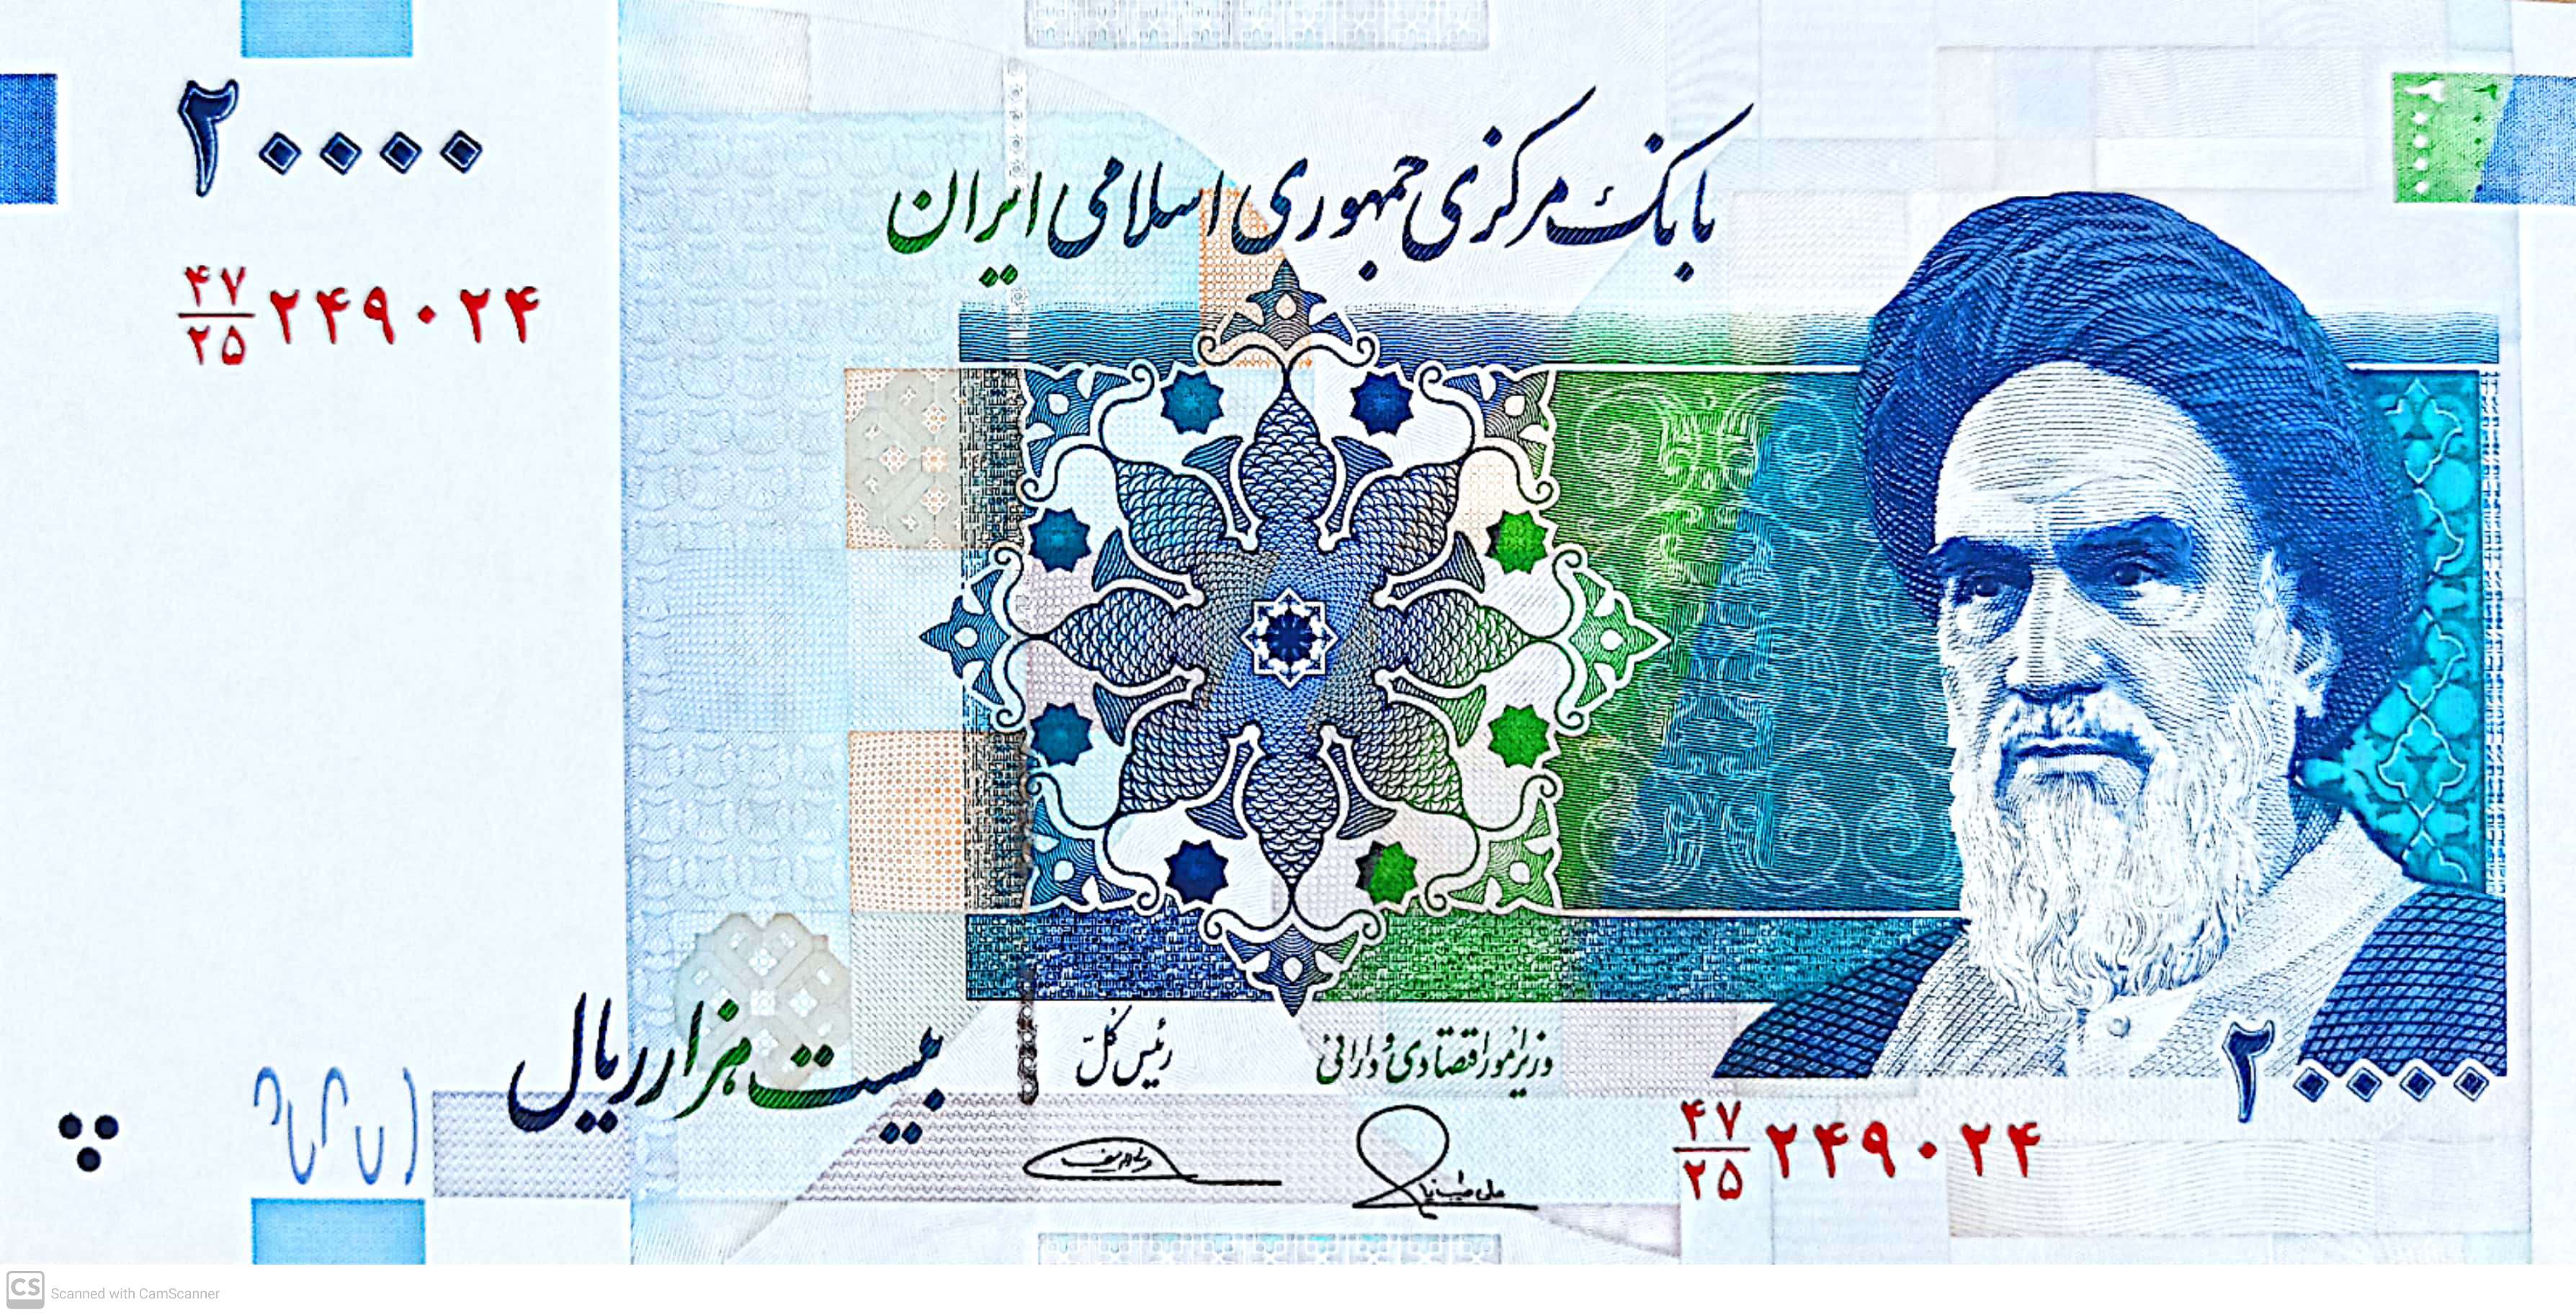 ۲۰۰۰۰
بانک مرکزی جمهوری اسلامی ایران
۴۷/۲۵ ۲۴۹۰۲۴
بیست هزار ریال
رئیس کلّ
وزیر امور اقتصادی و دارائی
۲۰۰۰۰
۴۷/۲۵ ۲۴۹۰۲۴
CS Scanned with CamScanner